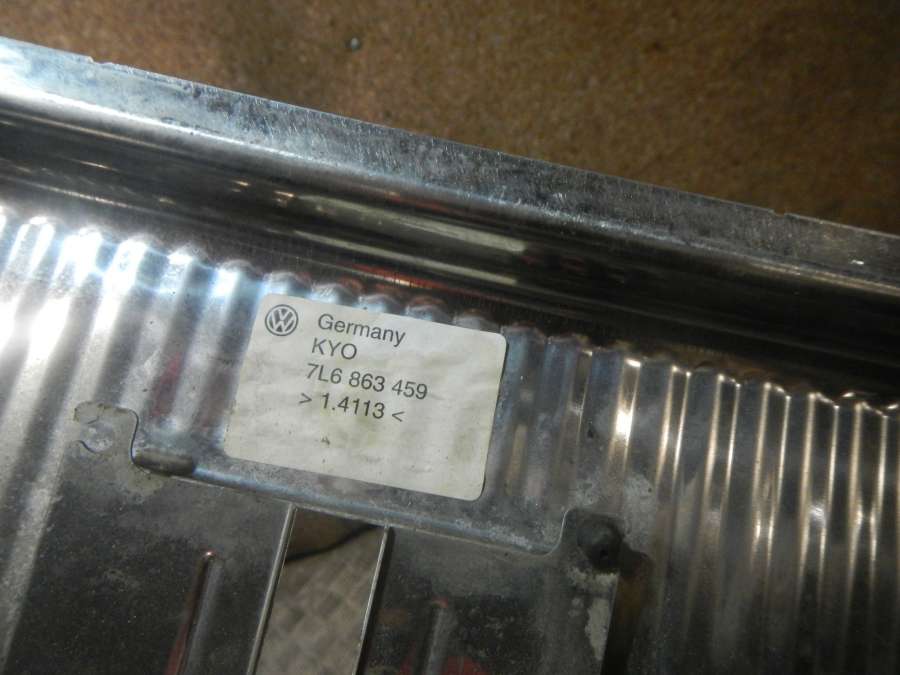 Germany
KYO
7L6 863 459
> 1.4113 <